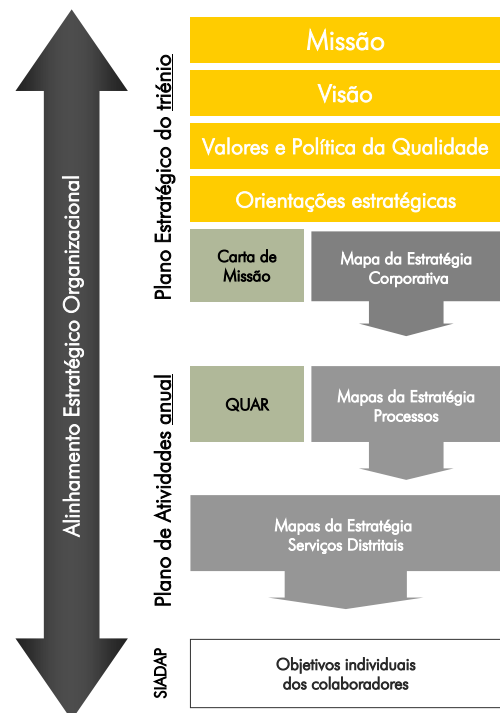 Alinhamento Estratégico Organizacional
Plano Estratégico do triénio
Missão
Visão
Valores e Política da Qualidade
Orientações estratégicas
Carta de
Missão
Mapa da Estratégia
Corporativa
Plano de Atividades anual
QUAR
Mapas da Estratégia
Processos
Mapas da Estratégia
Serviços Distritais
SIADAP
Objetivos individuais
dos colaboradores